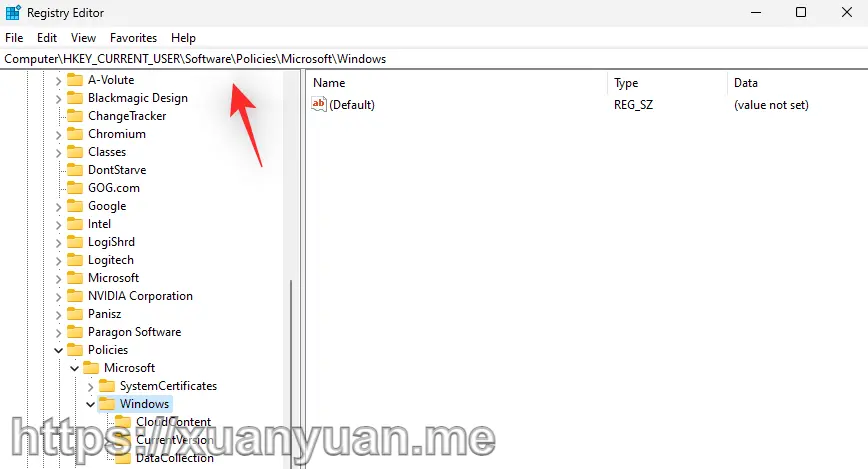 Registry Editor
File Edit View Favorites Help
Computer\HKEY_CURRENT_USER\Software\Policies\Microsoft\Windows
A-Volute
Blackmagic Design
ChangeTracker
Chromium
Classes
DontStarve
GOG.com
Google
Intel
LogiShrd
Logitech
Microsoft
NVIDIA Corporation
Panisz
Paragon Software
Policies
Microsoft
SystemCertificates
Windows
CloudContent
CurrentVersion
DataCollection
Name Type Data
ab (Default) REG_SZ (value not set)
https://xuanyuan.me